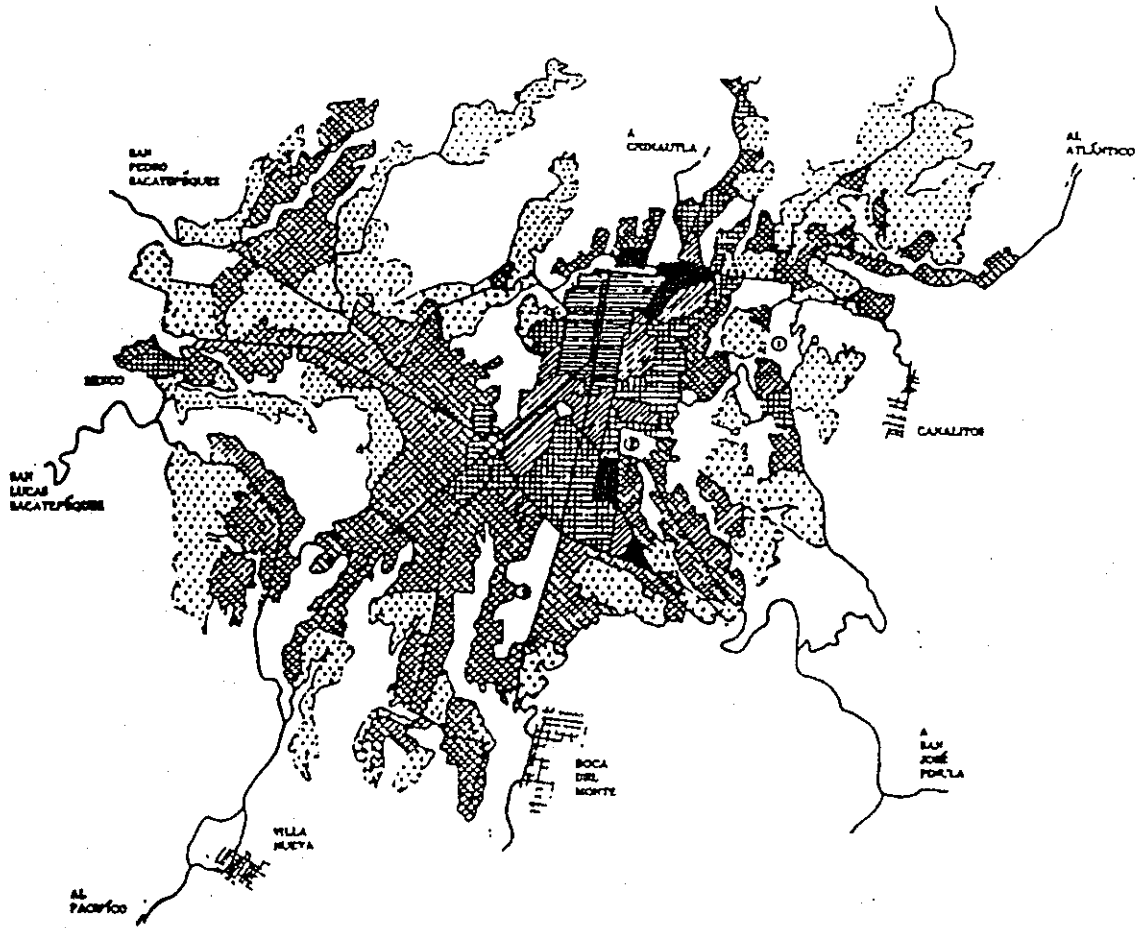 SAN
PEDRO
SACATEPÉQUEZ
A
CHINAUTLA
AL
ATLÁNTICO
MIXCO
SAN
LUCAS
SACATEPÉQUEZ
CANALITOS
A
SAN
JOSÉ
PINULA
BOCA
DEL
MONTE
VILLA
NUEVA
AL
PACIFÍCO